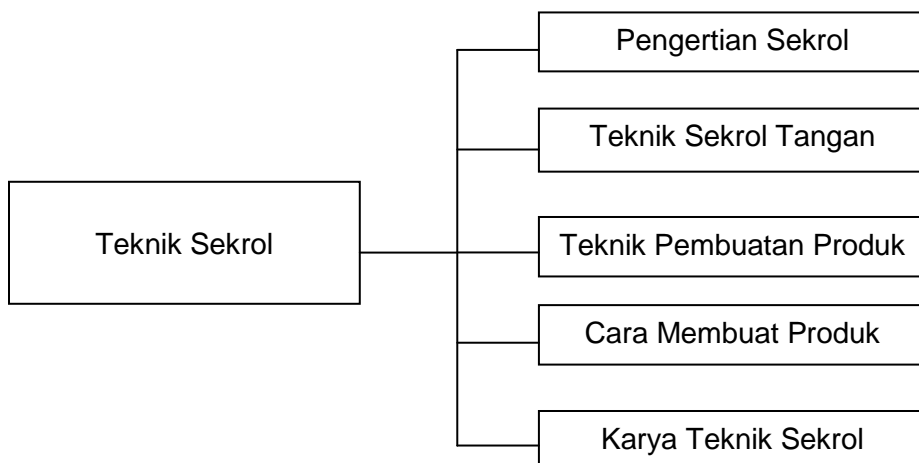 Pengertian Sekrol
Teknik Sekrol Tangan
Teknik Sekrol
Teknik Pembuatan Produk
Cara Membuat Produk
Karya Teknik Sekrol